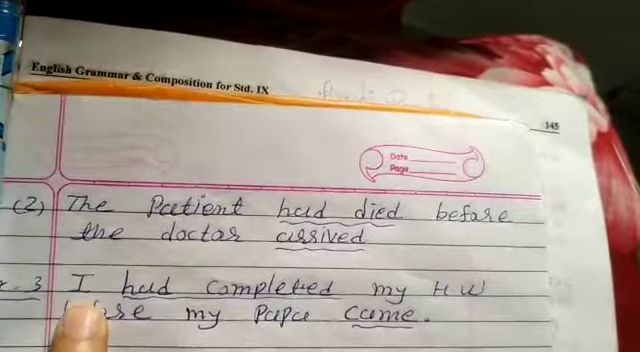 English Grammar & Composition for Std. IX
145
Date
Page
(2) The Patient had died before
the doctor arrived
3 I had completed my H W
my Papa came.